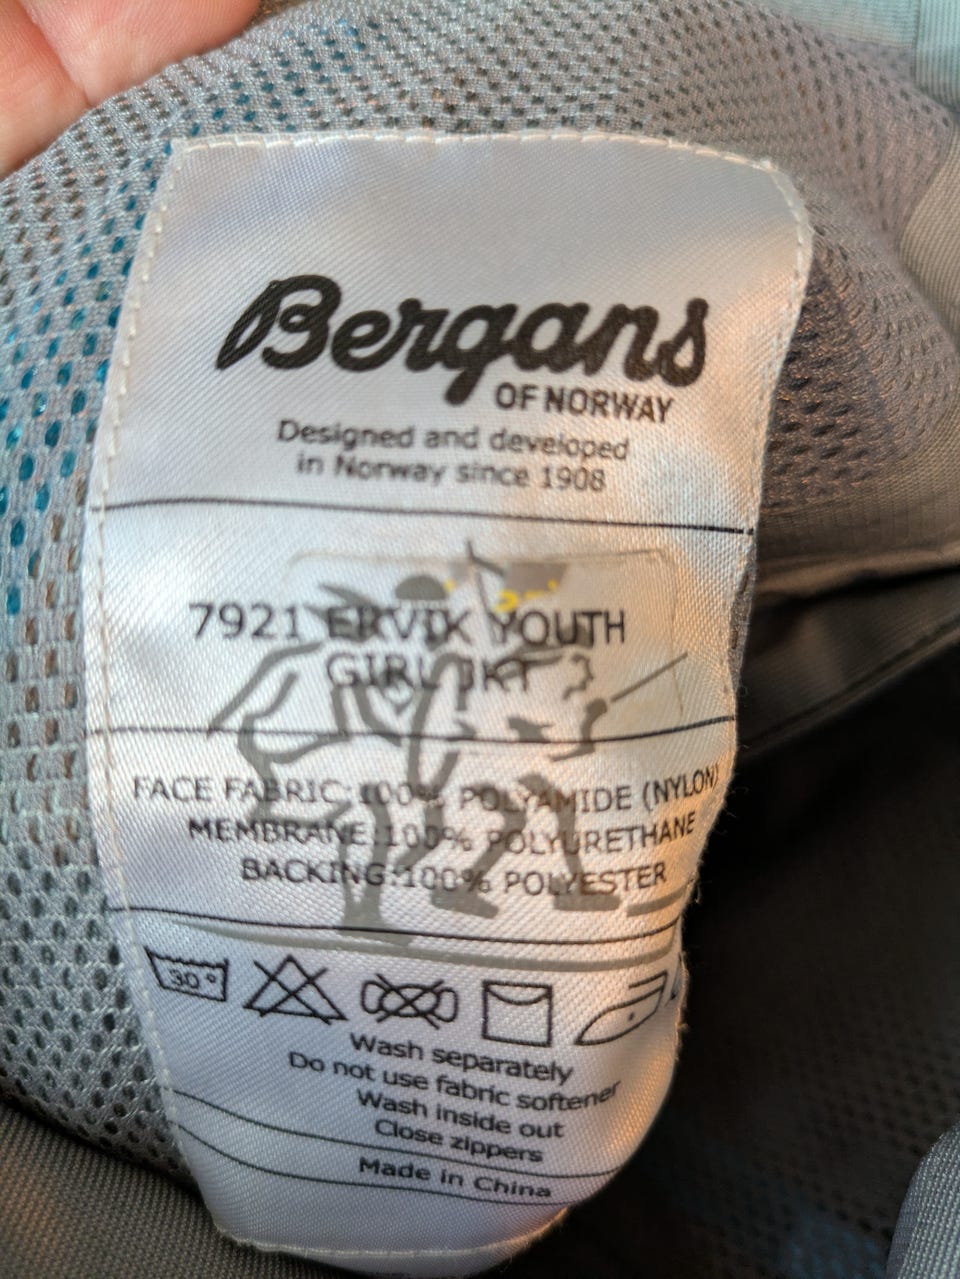 Bergans
OF NORWAY
Designed and developed
in Norway since 1908
7921 ERVIK YOUTH
GIRL JKT
FACE FABRIC:100% POLYAMIDE (NYLON)
MEMBRANE:100% POLYURETHANE
BACKING:100% POLYESTER
30°
Wash separately
Do not use fabric softener
Wash inside out
Close zippers
Made in China